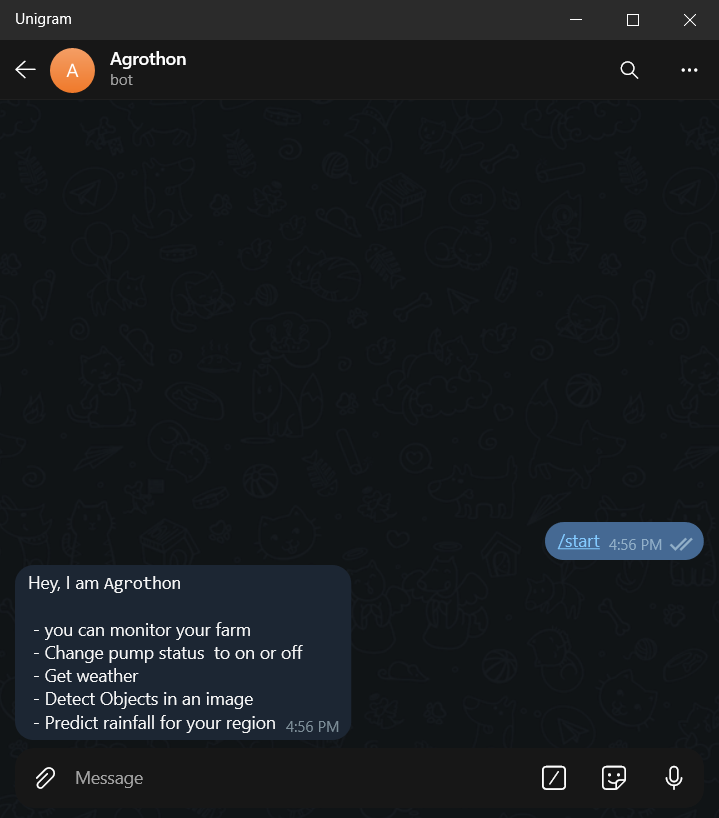 Unigram
A
Agrothon
bot
/start 4:56 PM
Hey, I am Agrothon
- you can monitor your farm
- Change pump status  to on or off
- Get weather
- Detect Objects in an image
- Predict rainfall for your region 4:56 PM
Message